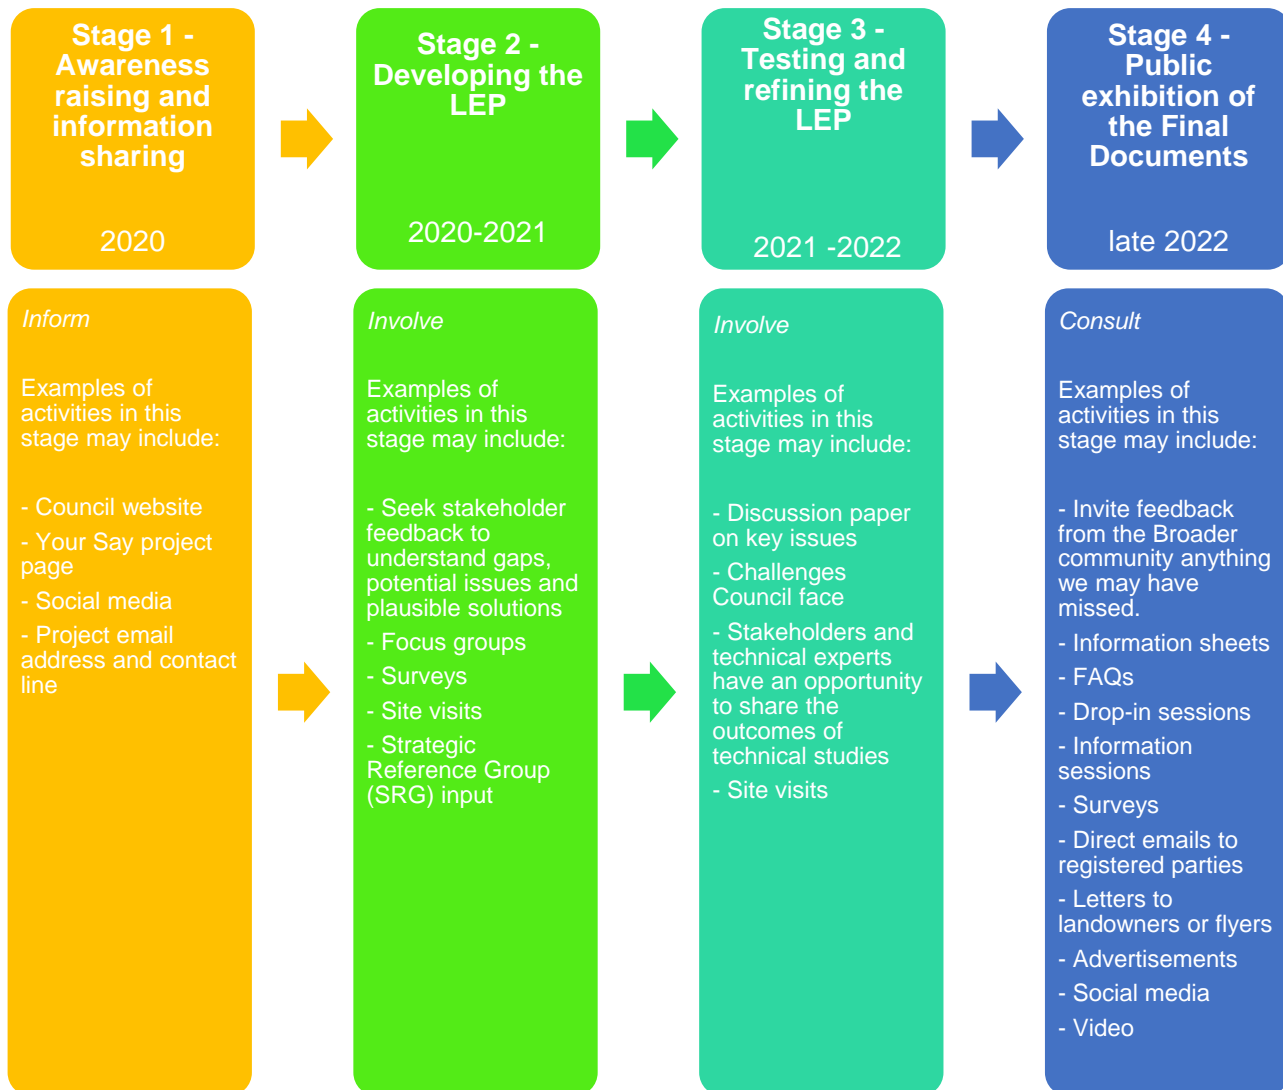 Stage 1 -
Awareness
raising and
information
sharing
2020
Stage 2 -
Developing the
LEP
2020-2021
Stage 3 -
Testing and
refining the
LEP
2021 -2022
Stage 4 -
Public
exhibition of
the Final
Documents
late 2022
Inform
Examples of
activities in this
stage may include:
- Council website
- Your Say project
page
- Social media
- Project email
address and contact
line
Involve
Examples of
activities in this
stage may include:
- Seek stakeholder
feedback to
understand gaps,
potential issues and
plausible solutions
- Focus groups
- Surveys
- Site visits
- Strategic
Reference Group
(SRG) input
Involve
Examples of
activities in this
stage may include:
- Discussion paper
on key issues
- Challenges
Council face
- Stakeholders and
technical experts
have an opportunity
to share the
outcomes of
technical studies
- Site visits
Consult
Examples of
activities in this
stage may include:
- Invite feedback
from the Broader
community anything
we may have
missed.
- Information sheets
- FAQs
- Drop-in sessions
- Information
sessions
- Surveys
- Direct emails to
registered parties
- Letters to
landowners or flyers
- Advertisements
- Social media
- Video